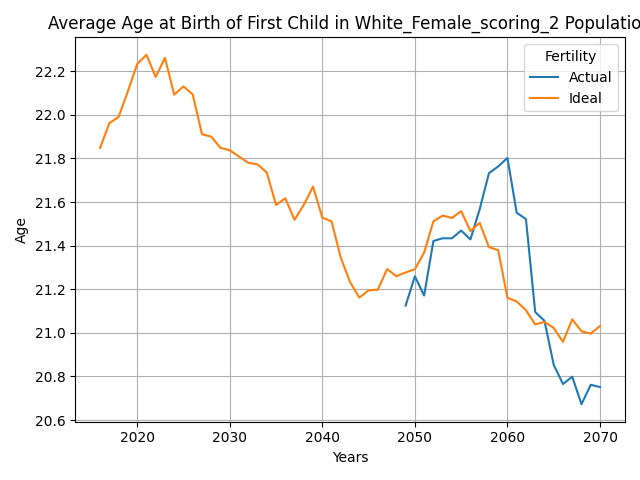 Average Age at Birth of First Child in White_Female_scoring_2 Populatio
Fertility
Actual
Ideal
Age
22.2
22.0
21.8
21.6
21.4
21.2
21.0
20.8
20.6
2020 2030 2040 2050 2060 2070
Years